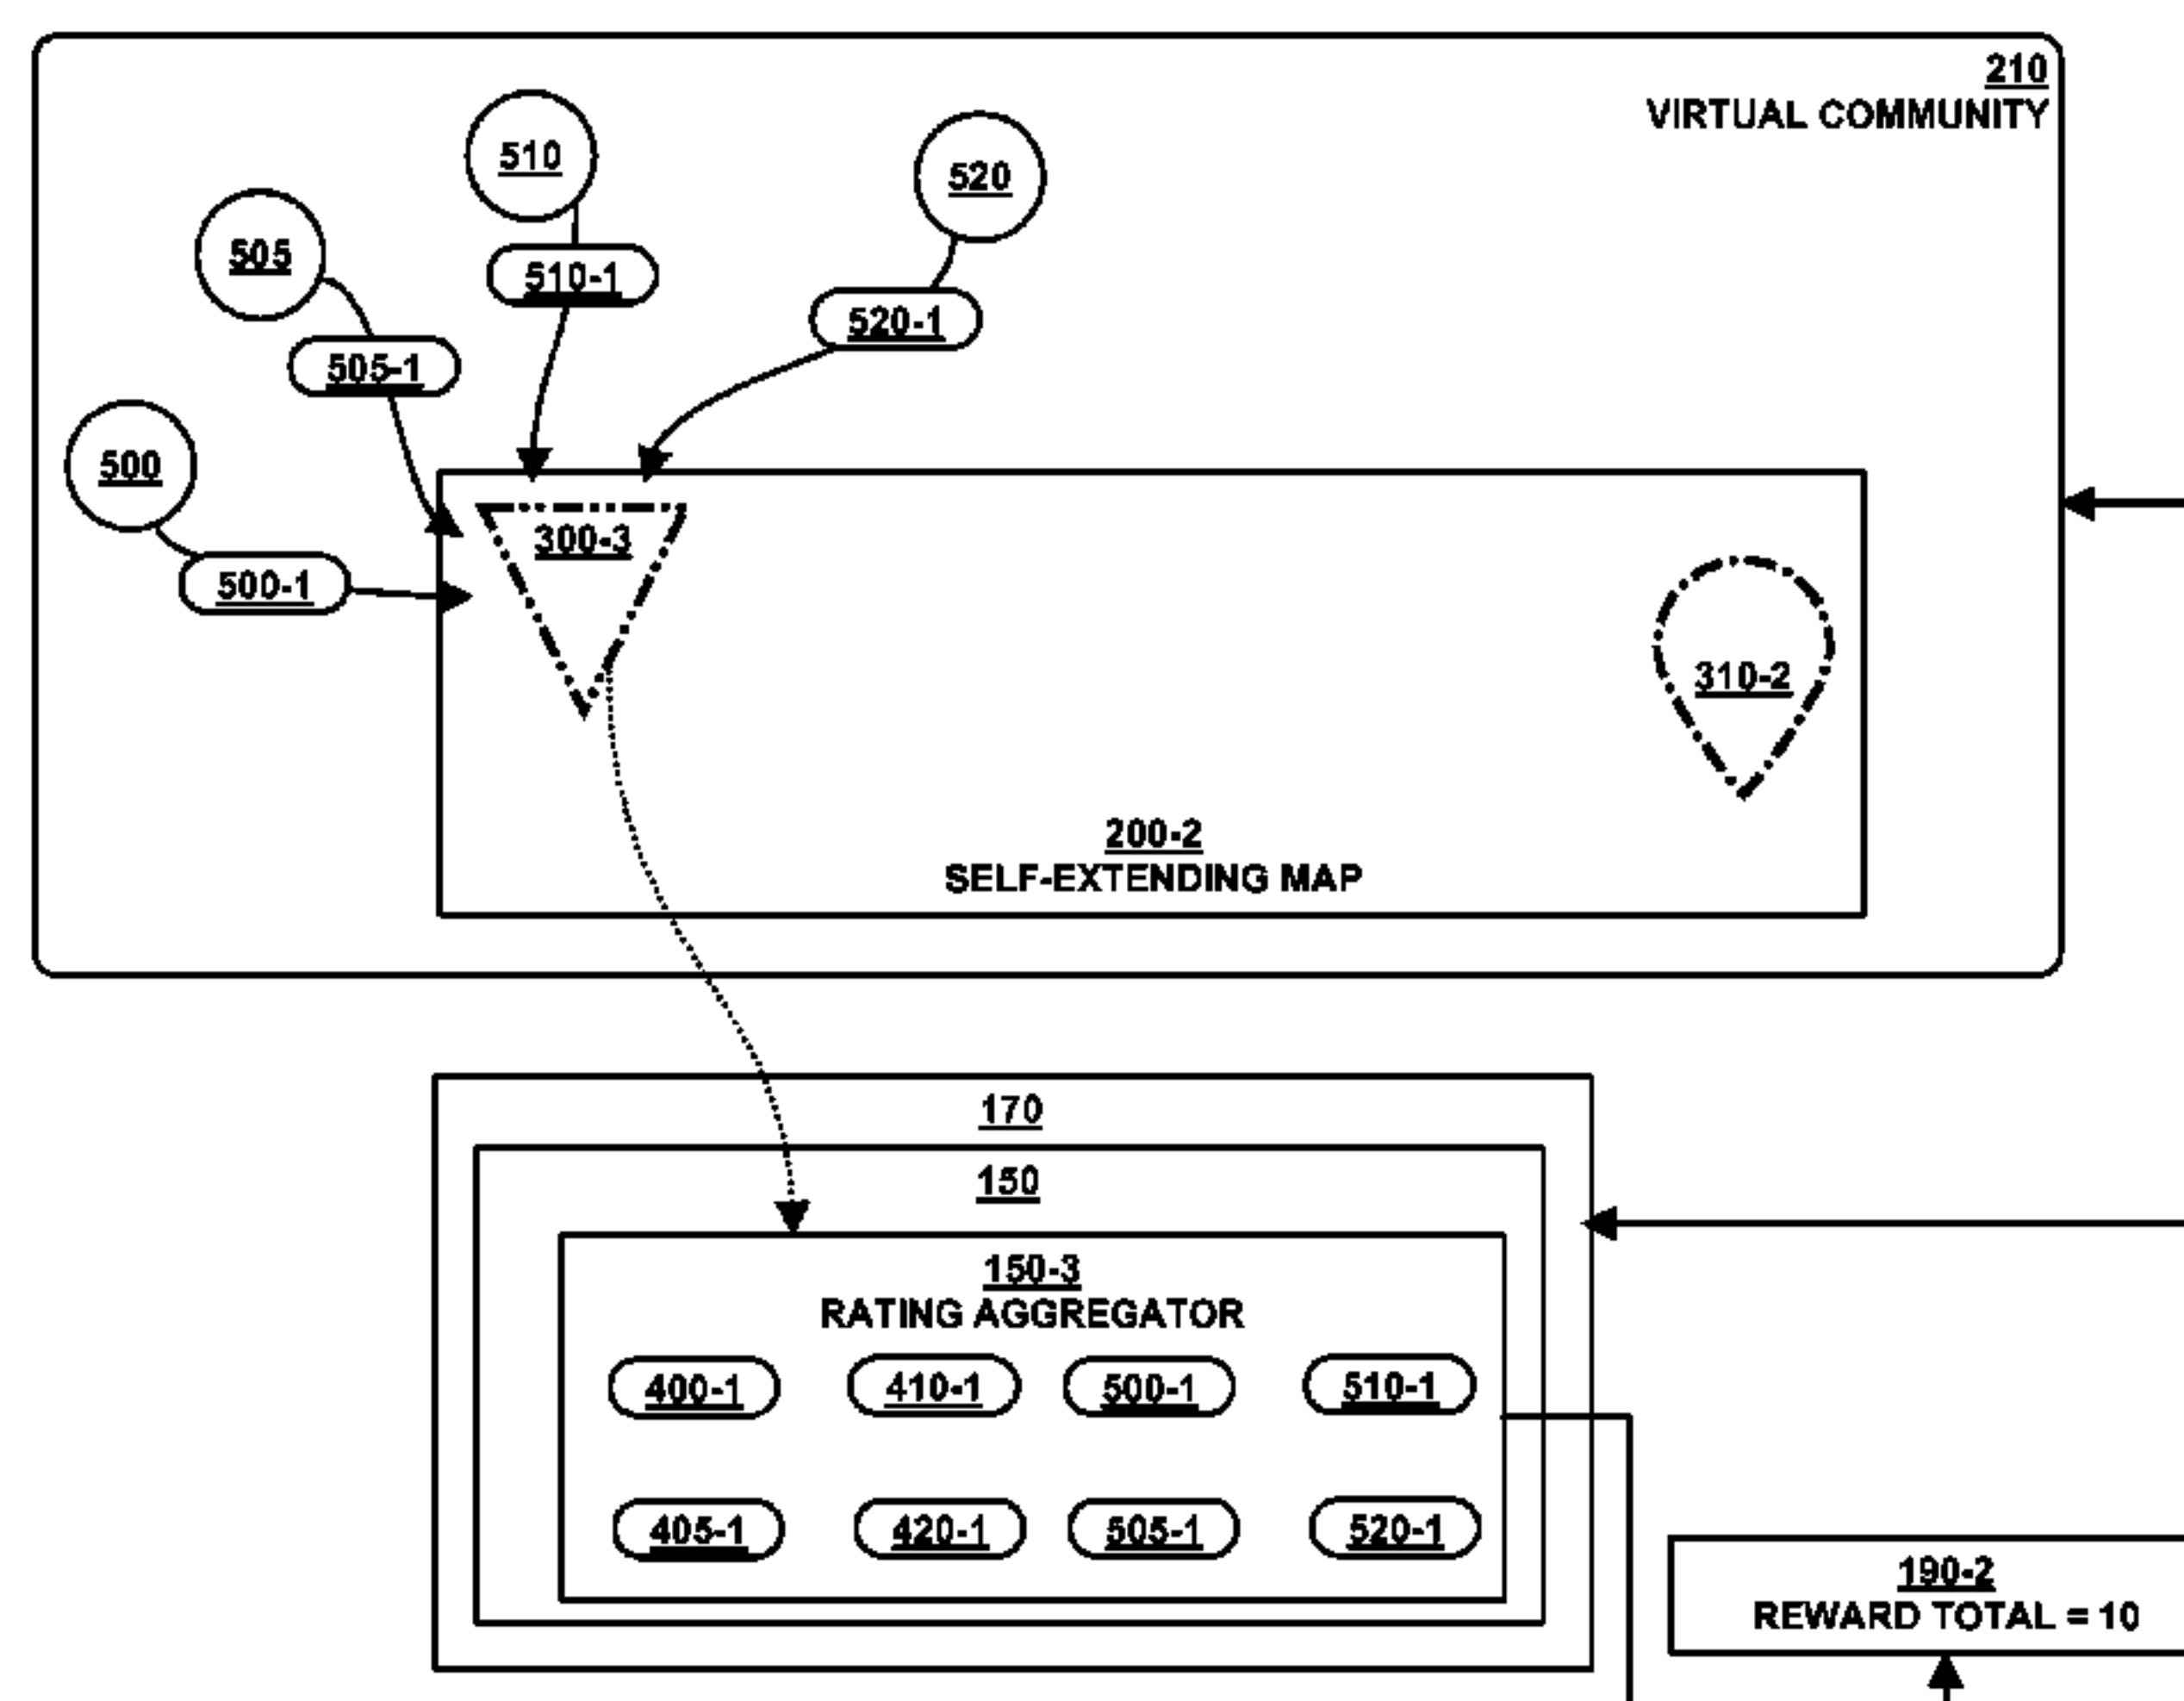 210
VIRTUAL COMMUNITY
510
520
505
510-1
520-1
505-1
500
500-1
300-3
310-2
200-2
SELF-EXTENDING MAP
170
150
150-3
RATING AGGREGATOR
400-1 410-1 500-1 510-1
405-1 420-1 505-1 520-1
190-2
REWARD TOTAL = 10